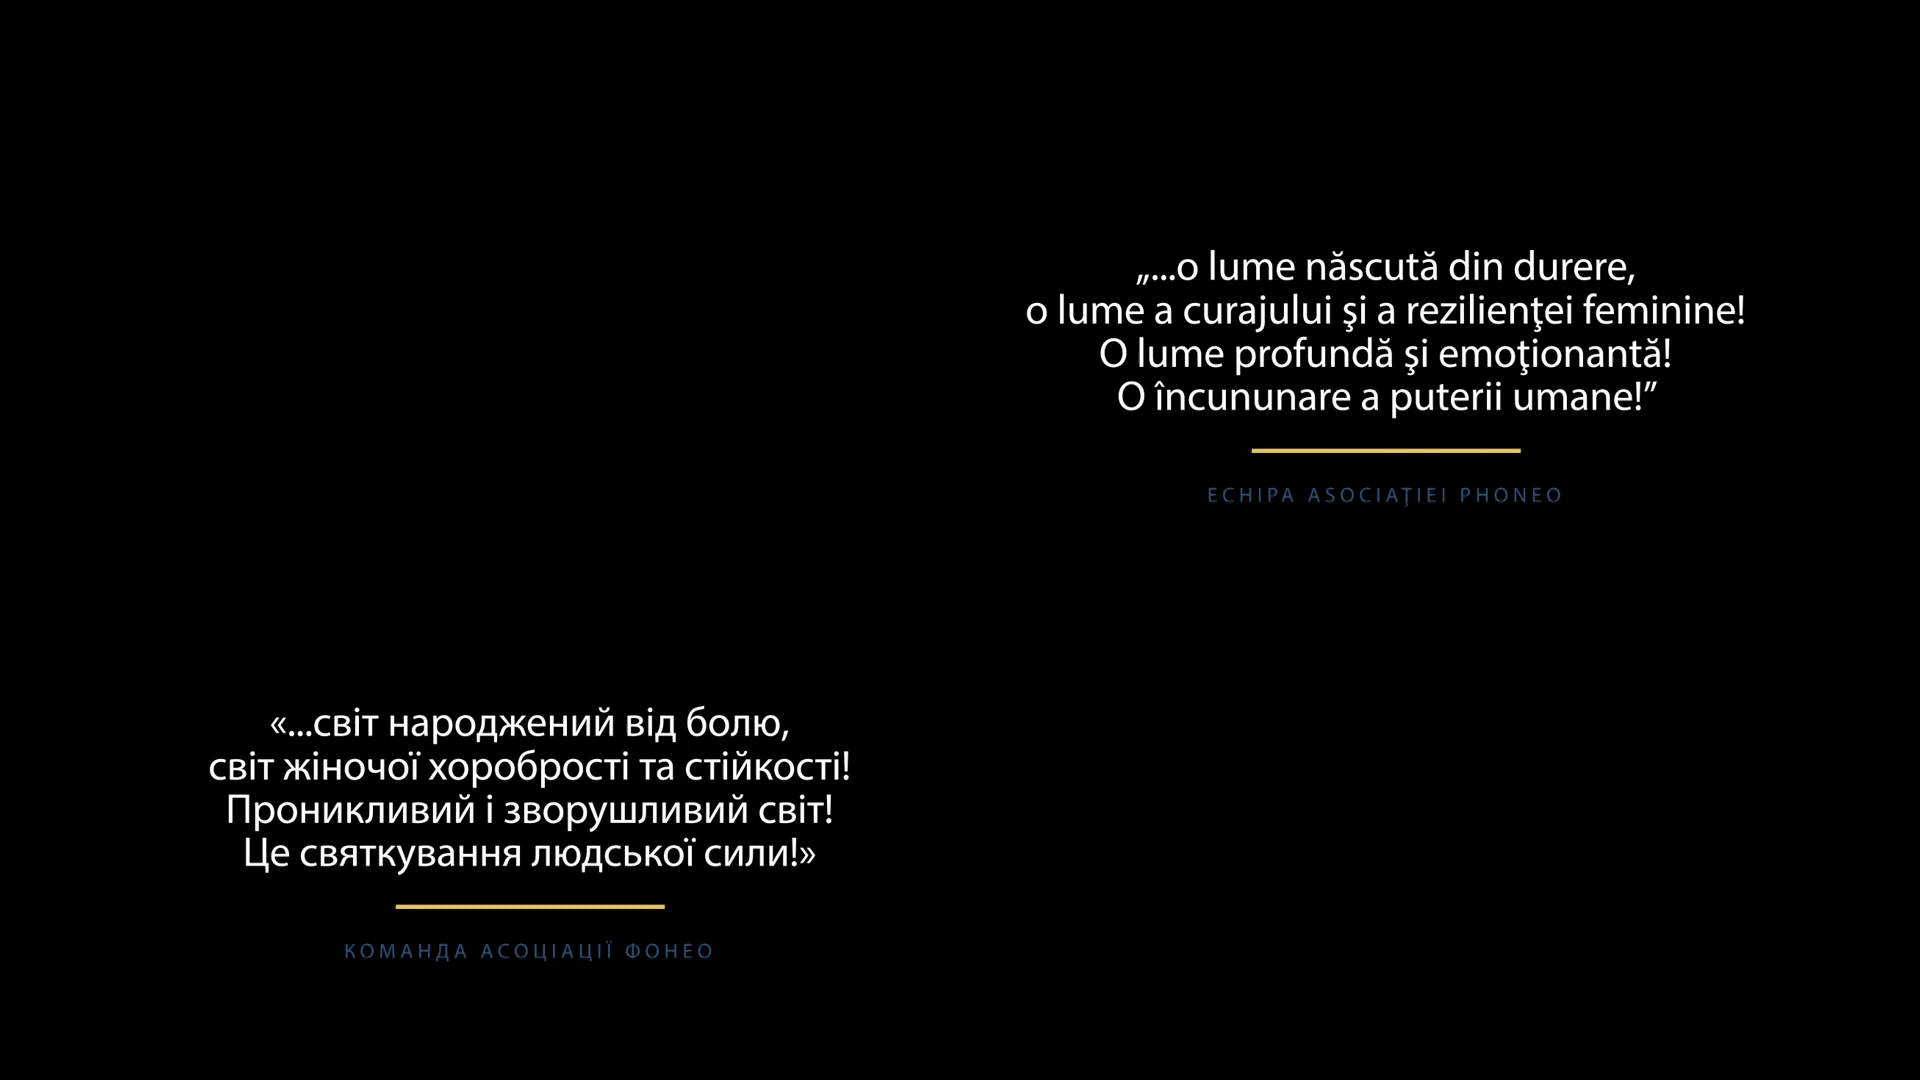 „...o lume născută din durere,
o lume a curajului şi a rezilienţei feminine!
O lume profundă şi emoţionantă!
O încununare a puterii umane!”
ECHIPA ASOCIAŢIEI PHONEO
«...світ народжений від болю,
світ жіночої хоробрості та стійкості!
Проникливий і зворушливий світ!
Це святкування людської сили!»
КОМАНДА АСОЦІАЦІЇ ФОНЕО